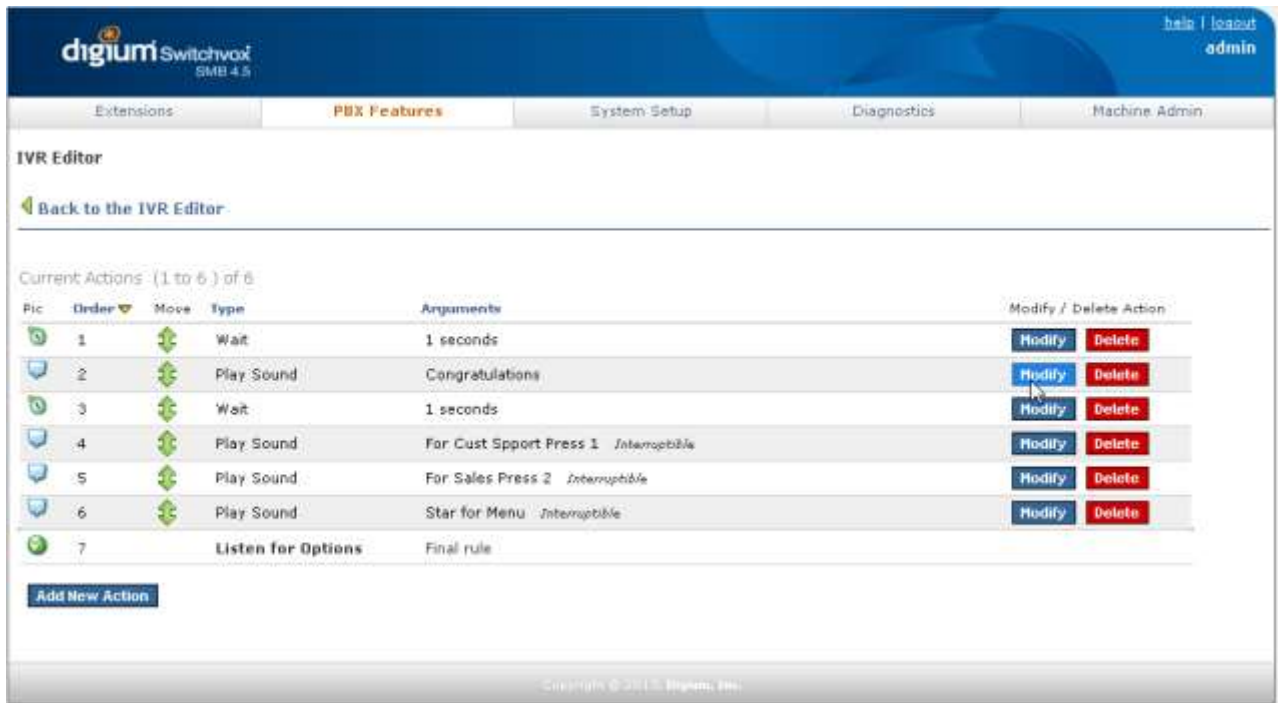 help | logout
digium Switchvox
SMB 4.5
admin
Extensions PBX Features System Setup Diagnostics Machine Admin
IVR Editor
Back to the IVR Editor
Current Actions (1 to 6 ) of 6
Pic Order Move Type Arguments Modify / Delete Action
1 Wait 1 seconds Modify Delete
2 Play Sound Congratulations Modify Delete
3 Wait 1 seconds Modify Delete
4 Play Sound For Cust Spport Press 1 Interruptible Modify Delete
5 Play Sound For Sales Press 2 Interruptible Modify Delete
6 Play Sound Star for Menu Interruptible Modify Delete
7 Listen for Options Final rule
Add New Action
Copyright © Digium, Inc.